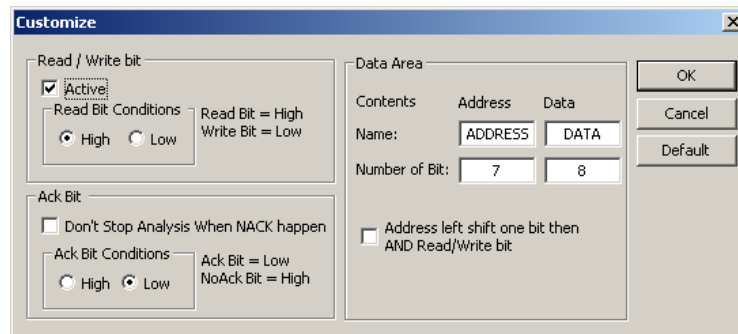 Customize
Read / Write bit
Active
Read Bit Conditions
High Low
Read Bit = High
Write Bit = Low
Ack Bit
Don't Stop Analysis When NACK happen
Ack Bit Conditions
High Low
Ack Bit = Low
NoAck Bit = High
Data Area
Contents Address Data
Name: ADDRESS DATA
Number of Bit: 7 8
Address left shift one bit then
AND Read/Write bit
OK
Cancel
Default